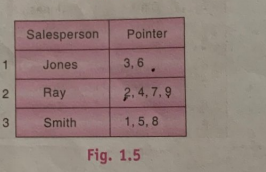 Salesperson Pointer
1 Jones 3, 6
2 Ray 2, 4, 7, 9
3 Smith 1, 5, 8
Fig. 1.5